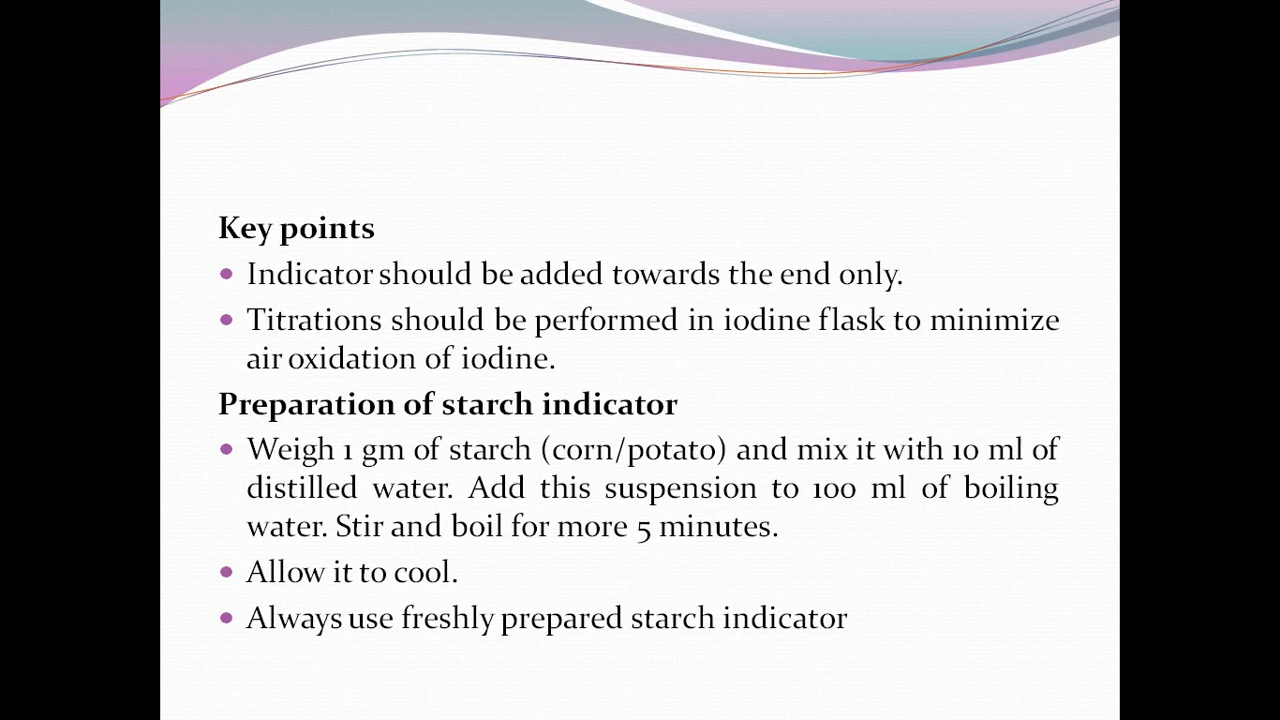 Key points
Indicator should be added towards the end only.
Titrations should be performed in iodine flask to minimize
air oxidation of iodine.
Preparation of starch indicator
Weigh 1 gm of starch (corn/potato) and mix it with 10 ml of
distilled water. Add this suspension to 100 ml of boiling
water. Stir and boil for more 5 minutes.
Allow it to cool.
Always use freshly prepared starch indicator